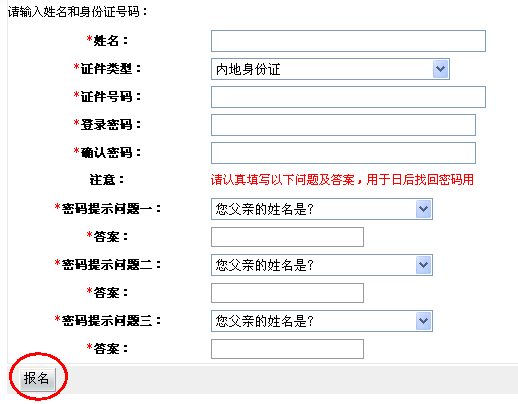 请输入姓名和身份证号码：
*姓名：
*证件类型： 内地身份证
*证件号码：
*登录密码：
*确认密码：
注意： 请认真填写以下问题及答案，用于日后找回密码用
*密码提示问题一： 您父亲的姓名是?
*答案：
*密码提示问题二： 您父亲的姓名是?
*答案：
*密码提示问题三： 您父亲的姓名是?
*答案：
报名